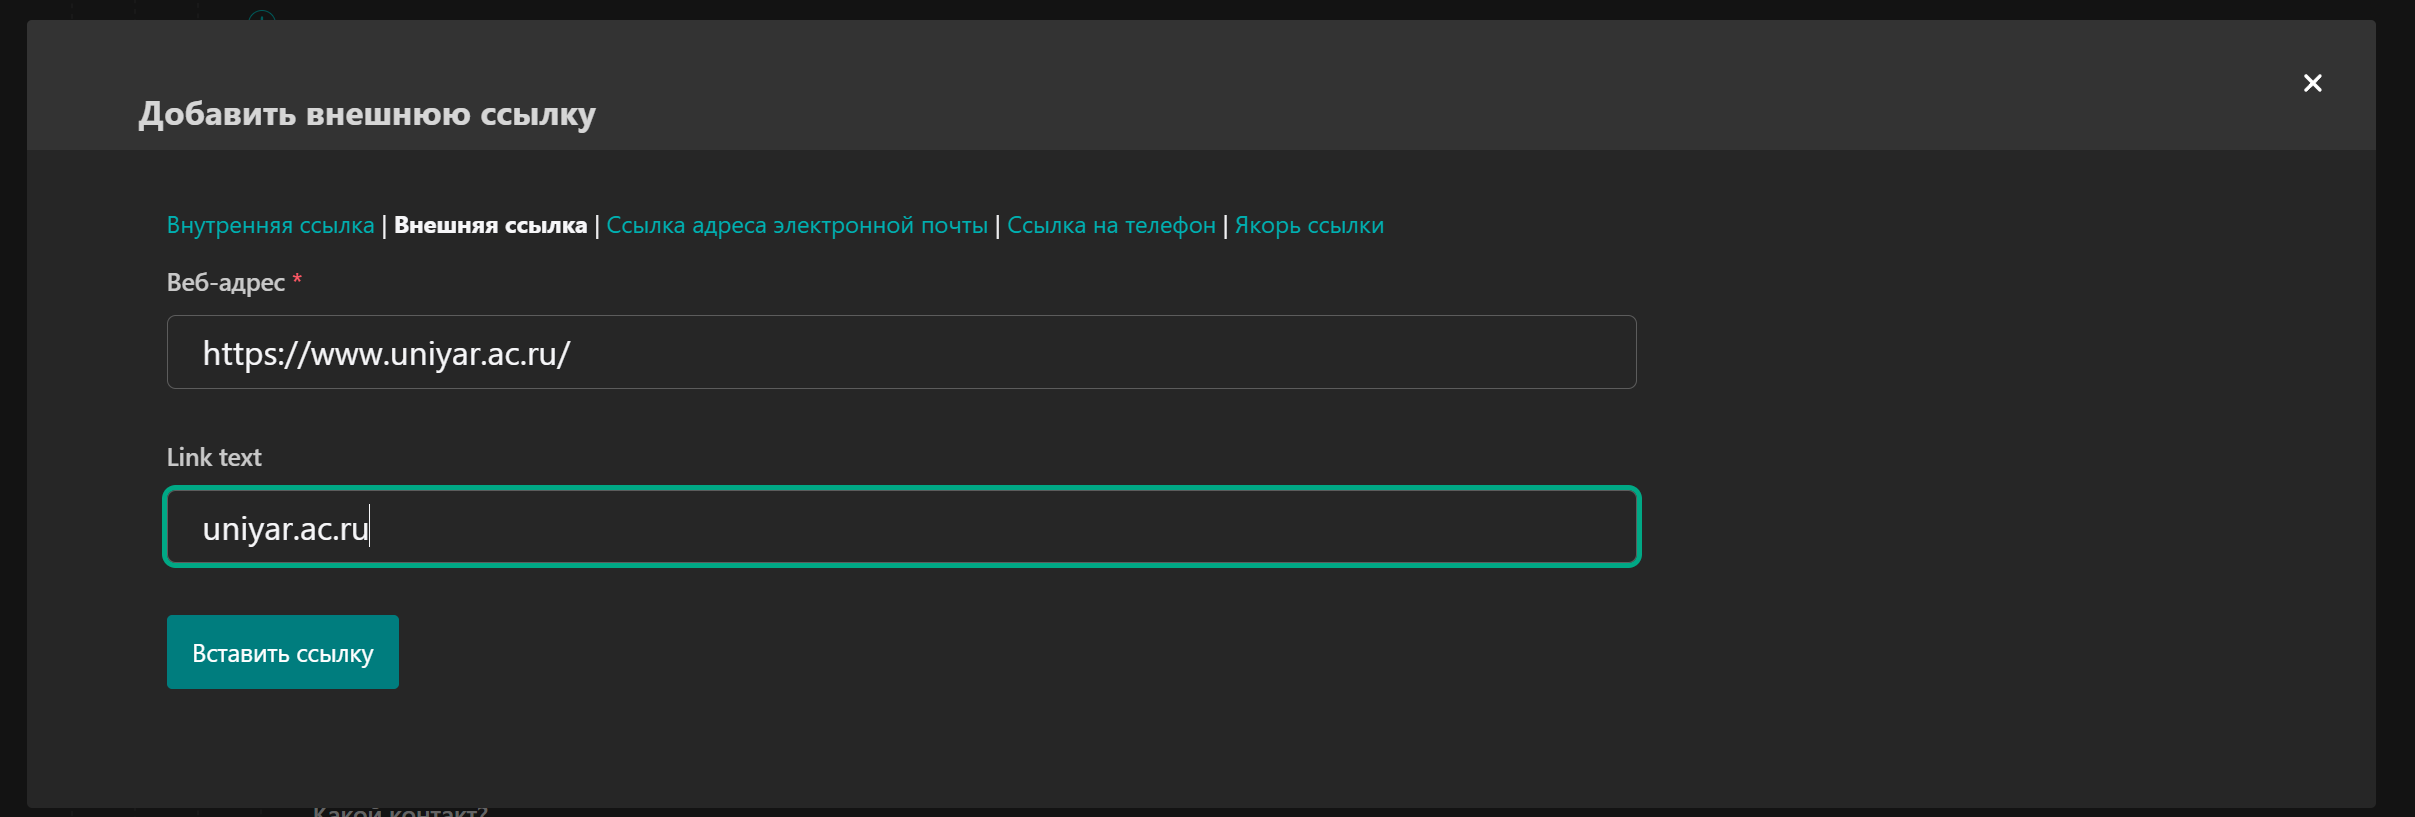 Добавить внешнюю ссылку
Внутренняя ссылка | Внешняя ссылка | Ссылка адреса электронной почты | Ссылка на телефон | Якорь ссылки
Веб-адрес *
https://www.uniyar.ac.ru/
Link text
uniyar.ac.ru
Вставить ссылку
Какой контакт?